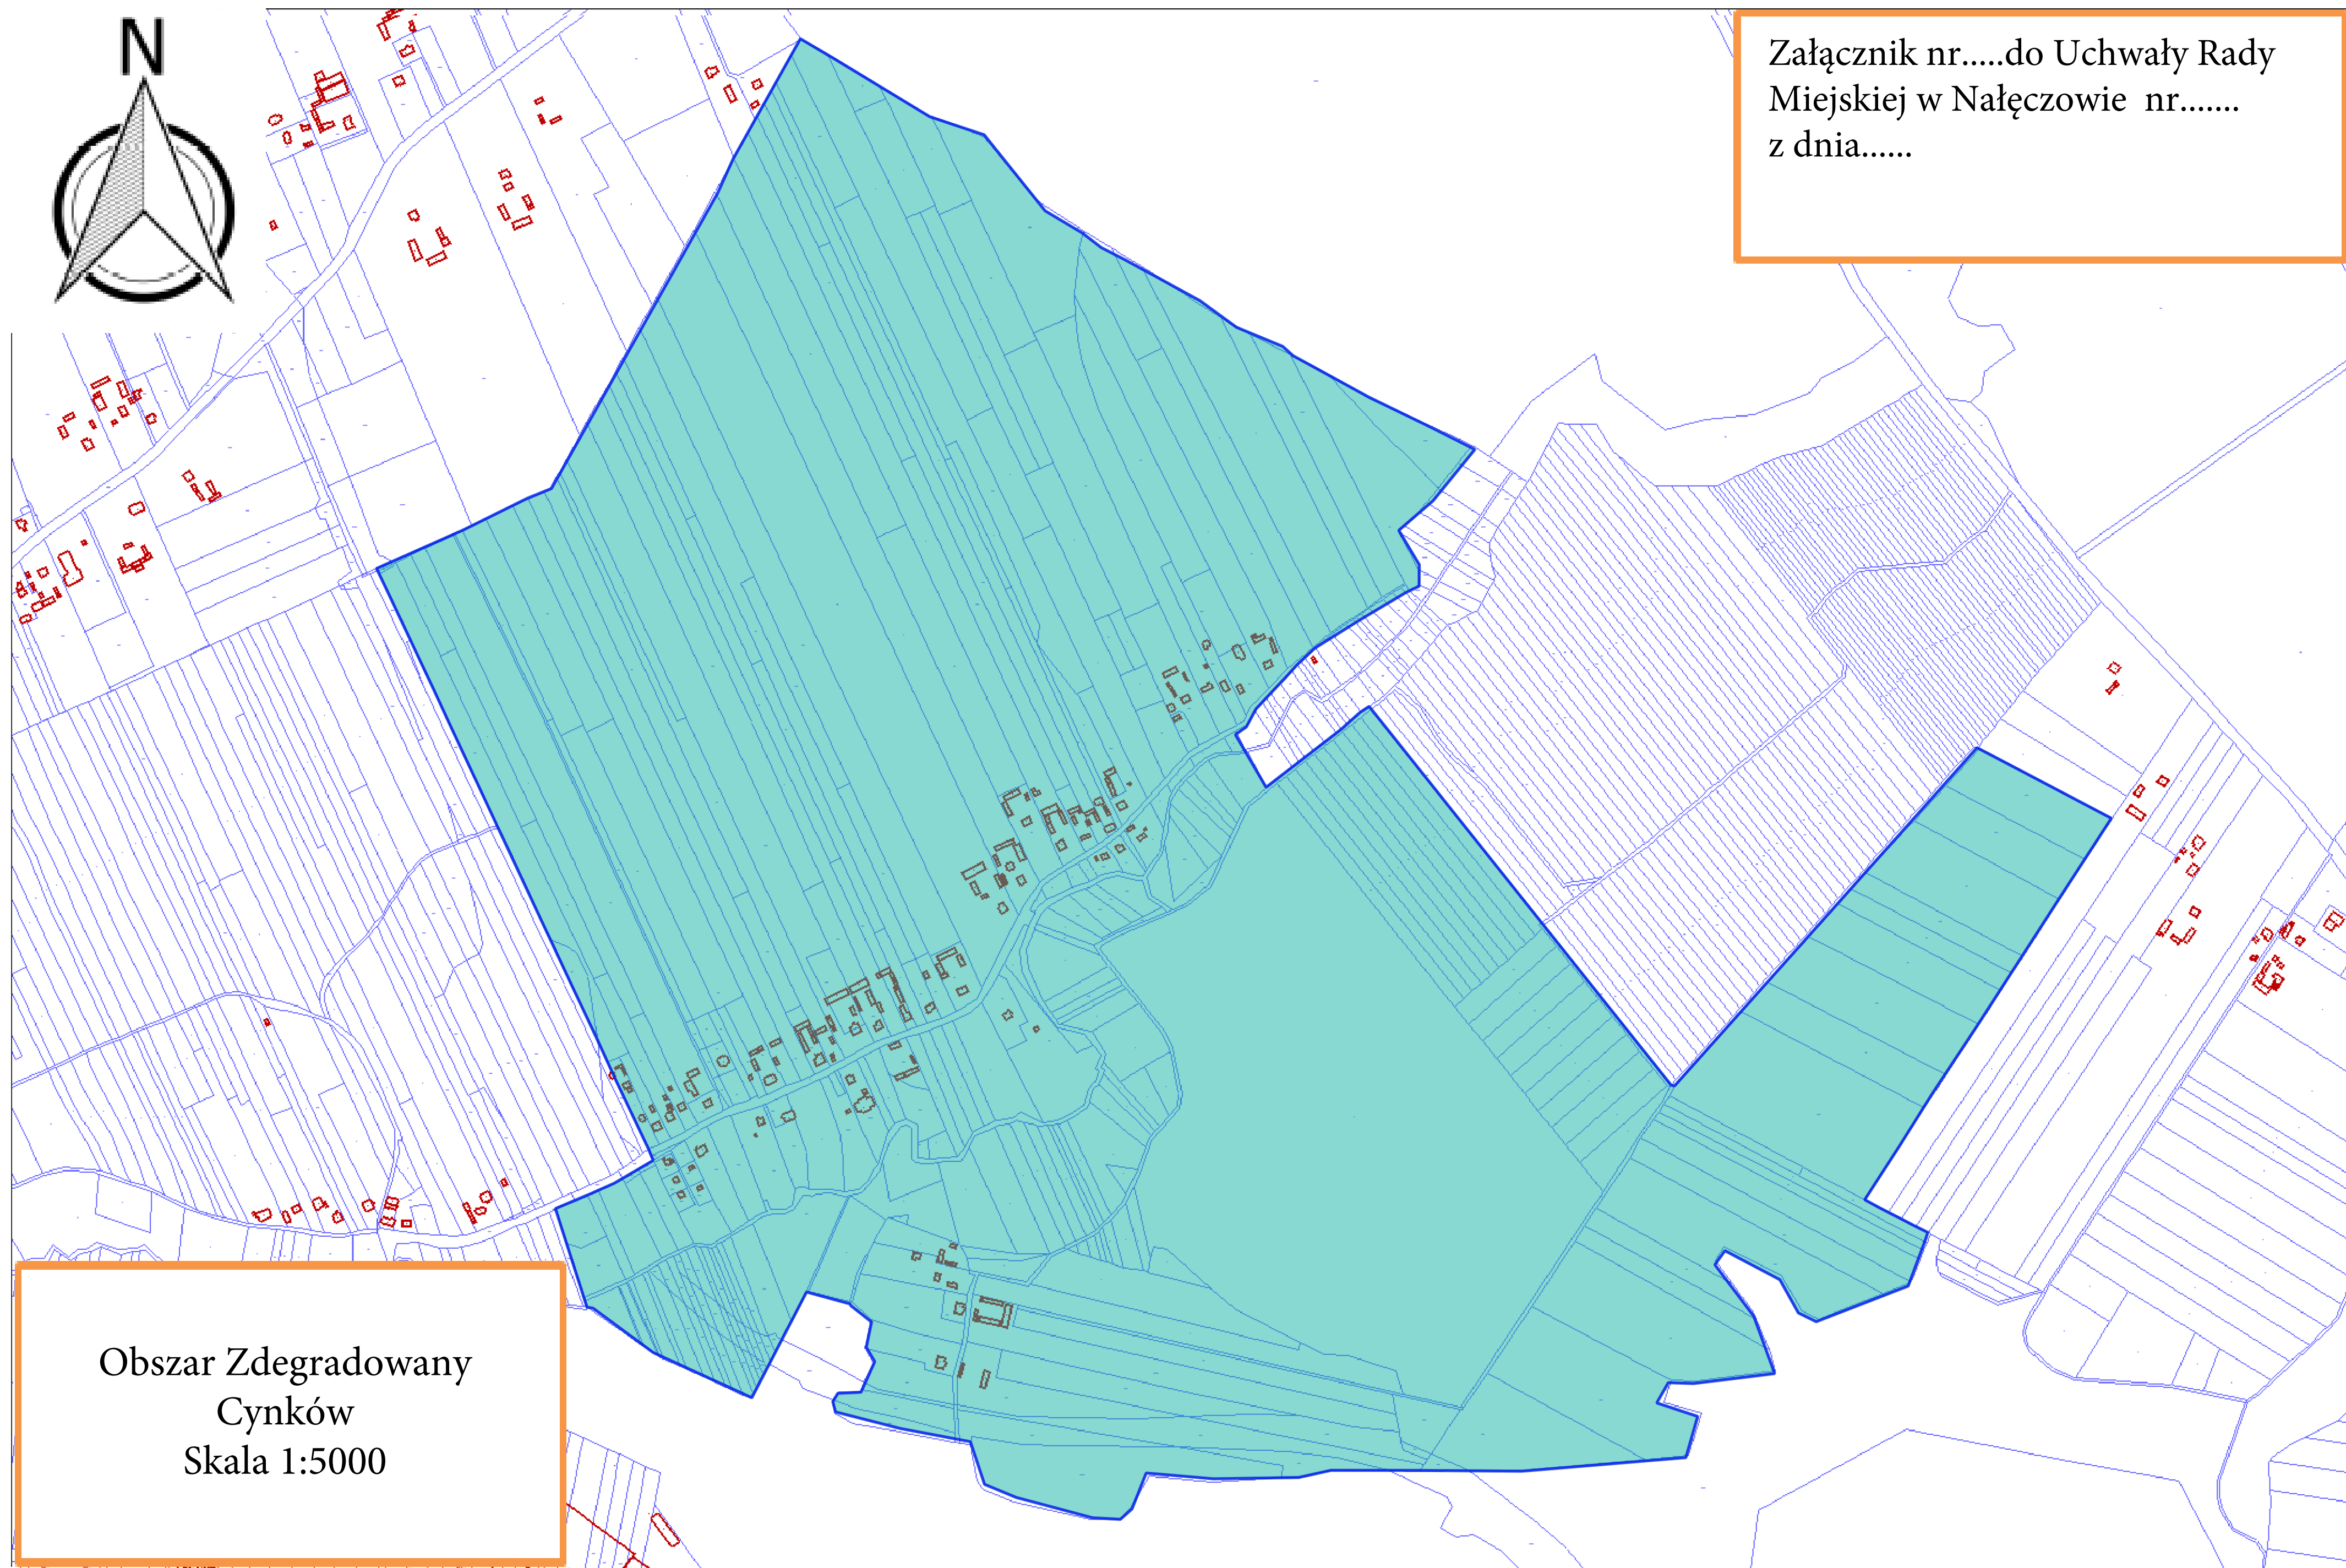 N
Załącznik nr.....do Uchwały Rady
Miejskiej w Nałęczowie  nr.......
z dnia......
Obszar Zdegradowany
Cynków
Skala 1:5000